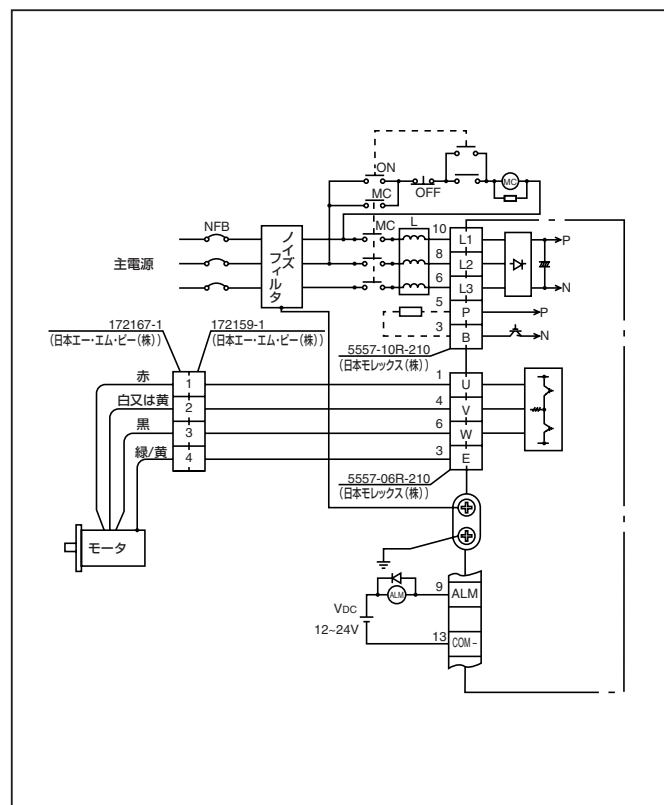 ON
MC
OFF
MC
NFB
MC
L
10
L1
P
主電源
ノイズ
フィルタ
8
L2
6
L3
N
5
P
P
3
B
N
172167-1
(日本エー・エム・ピー(株))
172159-1
(日本エー・エム・ピー(株))
5557-10R-210
(日本モレックス(株))
赤
1
1
U
白又は黄
2
4
V
黒
3
6
W
緑/黄
4
3
E
5557-06R-210
(日本モレックス(株))
モータ
ALM
9
ALM
VDC
12~24V
13
COM-